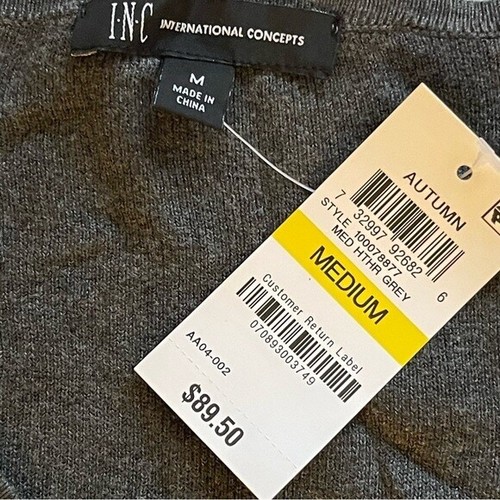 I·N·C INTERNATIONAL CONCEPTS
M
MADE IN
CHINA
AUTUMN
7 32997 92682 6
STYLE 100078877
MED HTHR GREY
MEDIUM
Customer Return Label
070893003749
AA04-002
$89.50